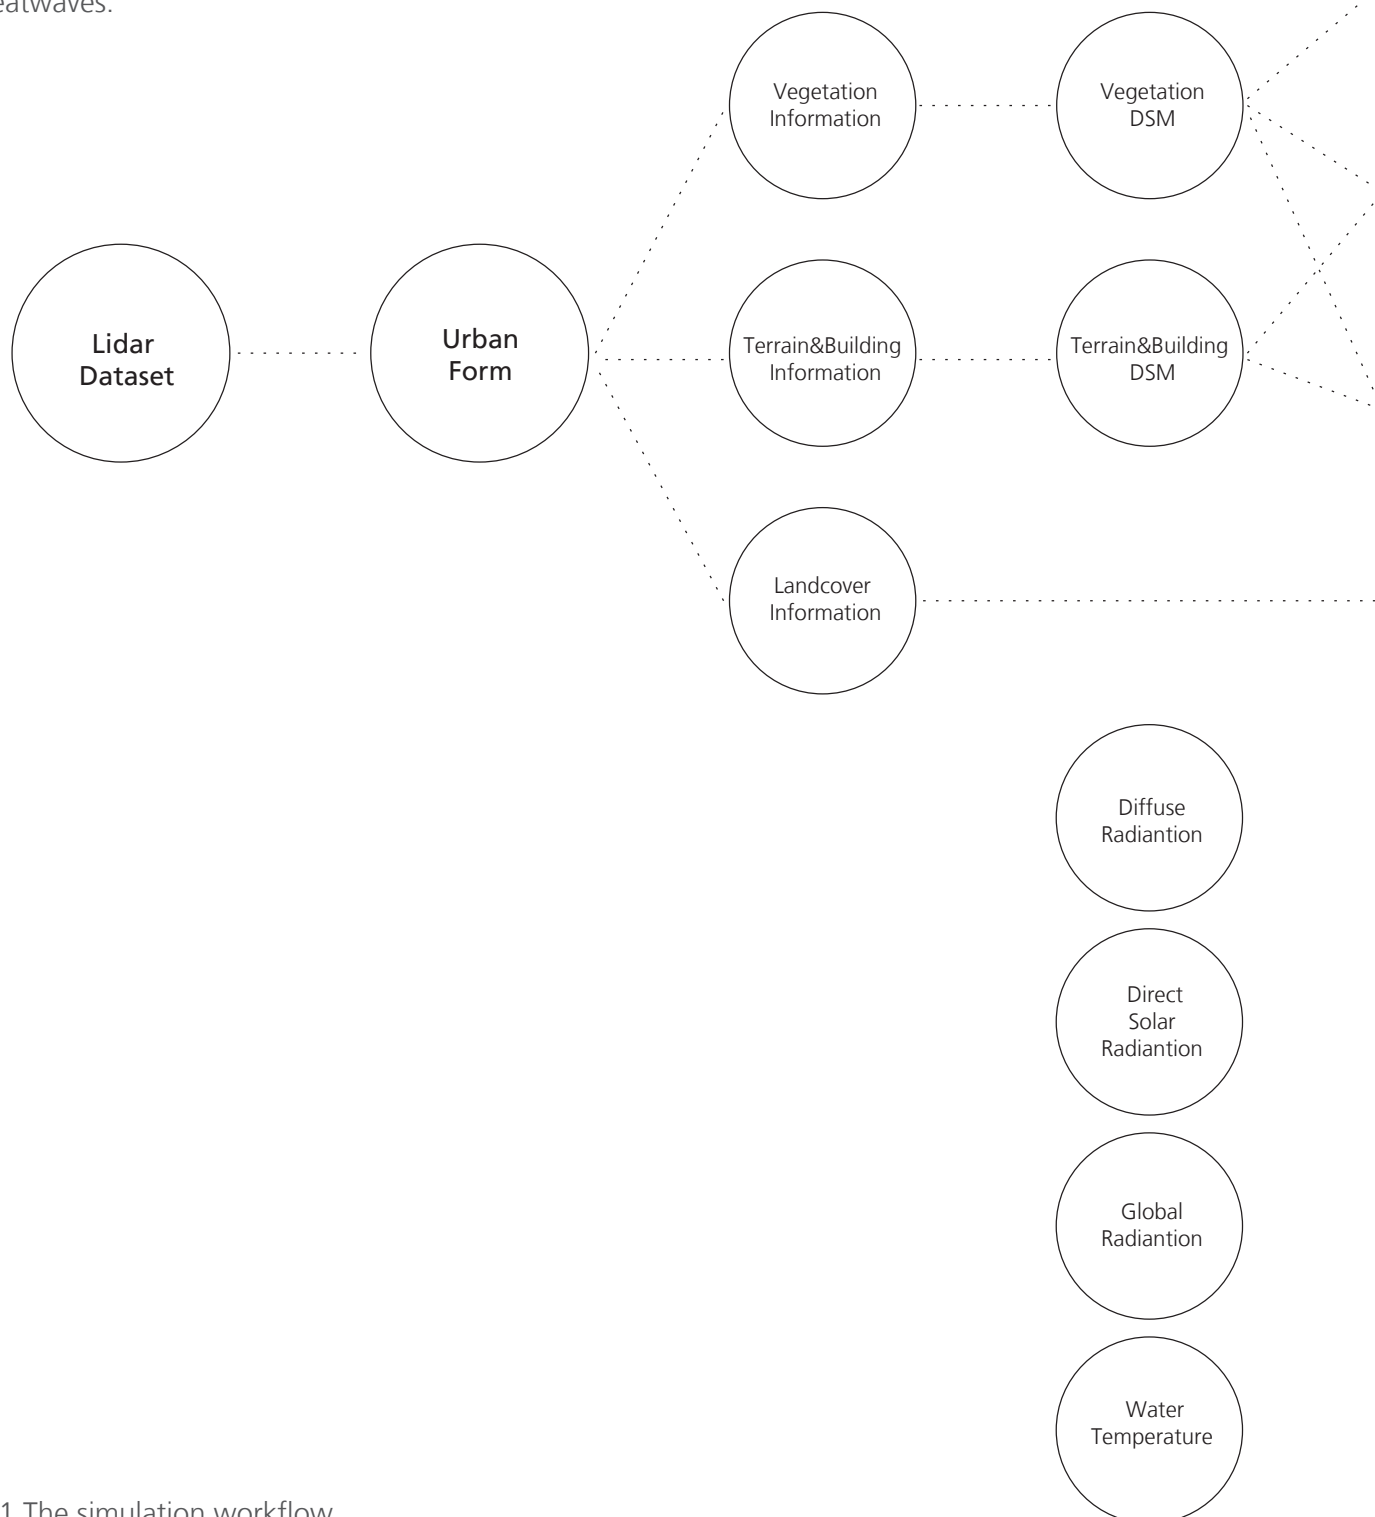 eatwaves.
Vegetation
Information
Vegetation
DSM
Lidar
Dataset
Urban
Form
Terrain&Building
Information
Terrain&Building
DSM
Landcover
Information
Diffuse
Radiantion
Direct
Solar
Radiantion
Global
Radiantion
Water
Temperature
1 The simulation workflow